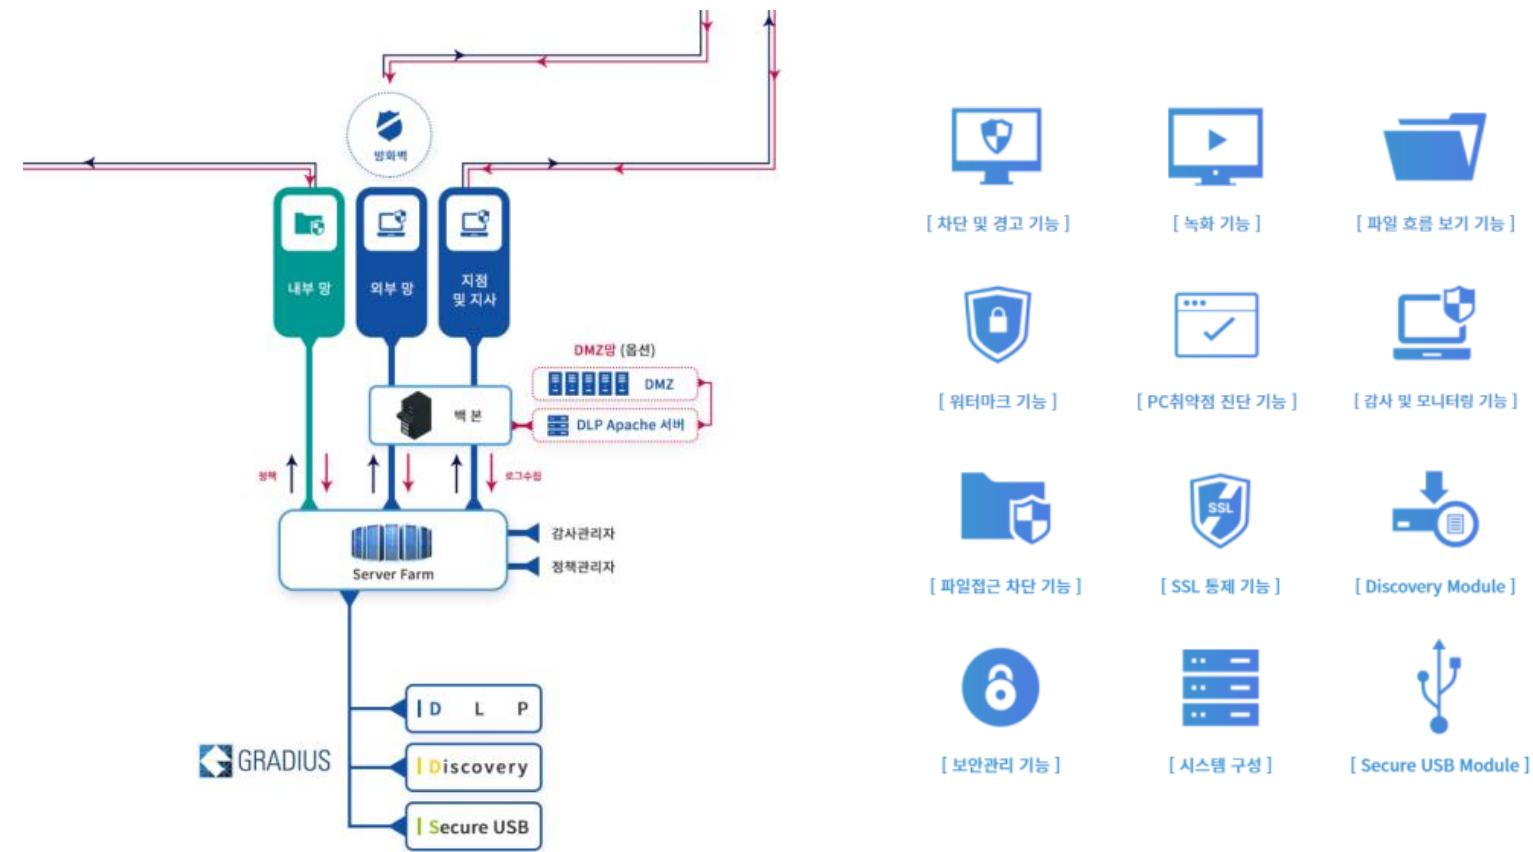 방화벽
내부 망
외부 망
지점
및 지사
DMZ망 (옵션)
DMZ
백 본
DLP Apache 서버
정책
로그수집
Server Farm
감사관리자
정책관리자
GRADIUS
D L P
Discovery
Secure USB
[ 차단 및 경고 기능 ]
[ 녹화 기능 ]
[ 파일 흐름 보기 기능 ]
[ 워터마크 기능 ]
[ PC취약점 진단 기능 ]
[ 감사 및 모니터링 기능 ]
[ 파일접근 차단 기능 ]
SSL
[ SSL 통제 기능 ]
[ Discovery Module ]
[ 보안관리 기능 ]
[ 시스템 구성 ]
[ Secure USB Module ]